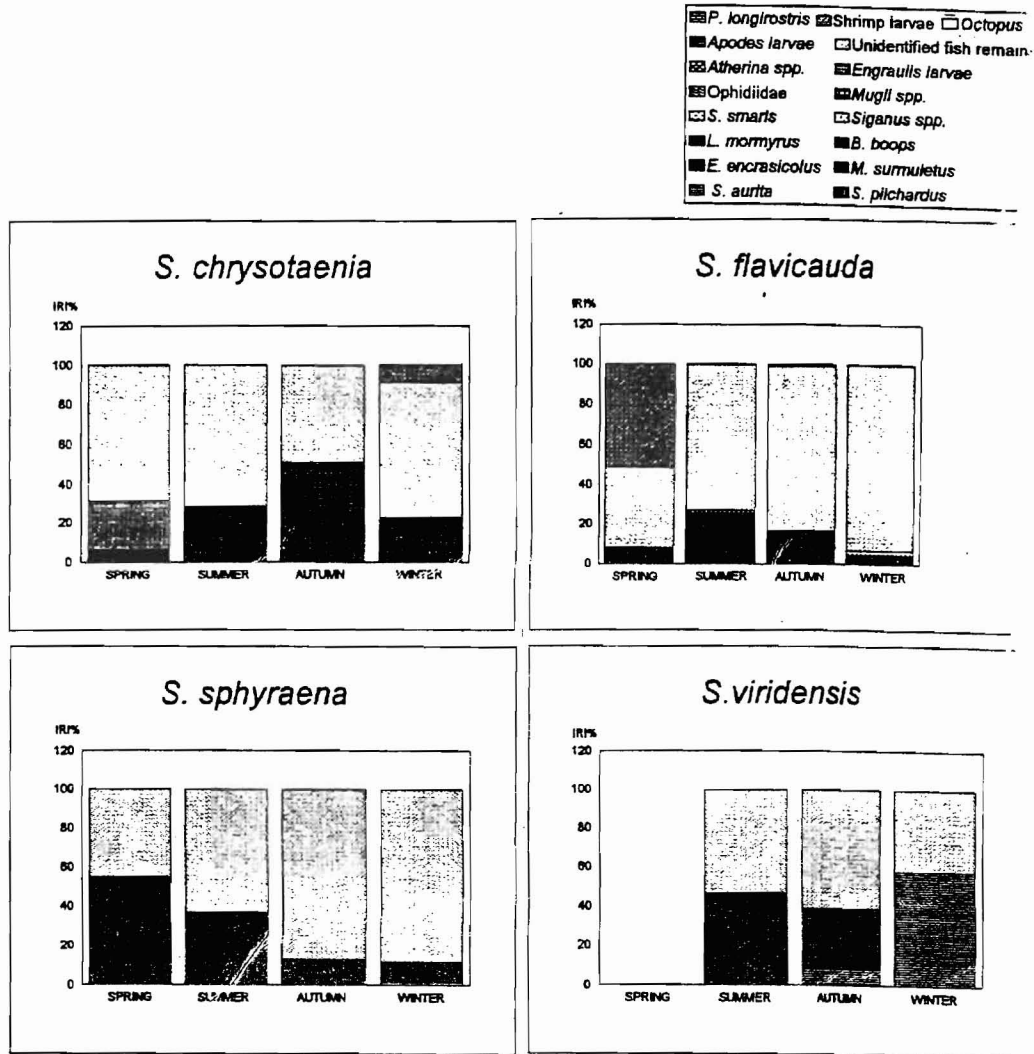 P. longirostris Shrimp larvae Octopus
Apodes larvae Unidentified fish remain
Atherina spp. Engraulis larvae
Ophidiidae Mugil spp.
S. smaris Siganus spp.
L. mormyrus B. boops
E. encrasicolus M. surmuletus
S. aurita S. pilchardus
S. chrysotaenia
IRI%
120
100
80
60
40
20
0
SPRING SUMMER AUTUMN WINTER
S. flavicauda
IRI%
120
100
80
60
40
20
0
SPRING SUMMER AUTUMN WINTER
S. sphyraena
IRI%
120
100
80
60
40
20
0
SPRING SUMMER AUTUMN WINTER
S.viridensis
IRI%
120
100
80
60
40
20
0
SPRING SUMMER AUTUMN WINTER